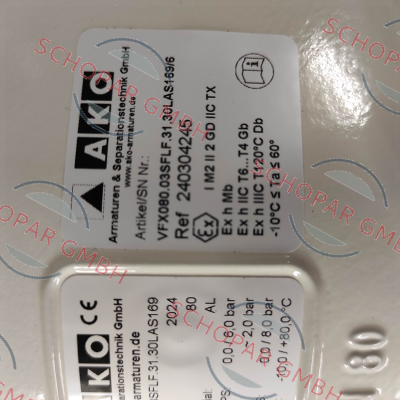 AKO
Armaturen & Separationstechnik GmbH
www.ako-armaturen.de
Artikel/SN Nr.:
VFX080.03SFLF.31.30LAS169/6
Ref 240304245
Ex I M2 II 2 GD IIC TX
Ex h Mb
Ex h IIC T6...T4 Gb
Ex h IIIC T120°C Db
-10°C ≤ Ta ≤ 60°
AKO CE
parationstechnik GmbH
armaturen.de
SFLF.31.30LAS169
2024
80
AL
0,0 / 6,0 bar
2,0 bar
0,0 / 8,0 bar
-10,0 / +80,0 °C
180
SCHOPAR GMBH